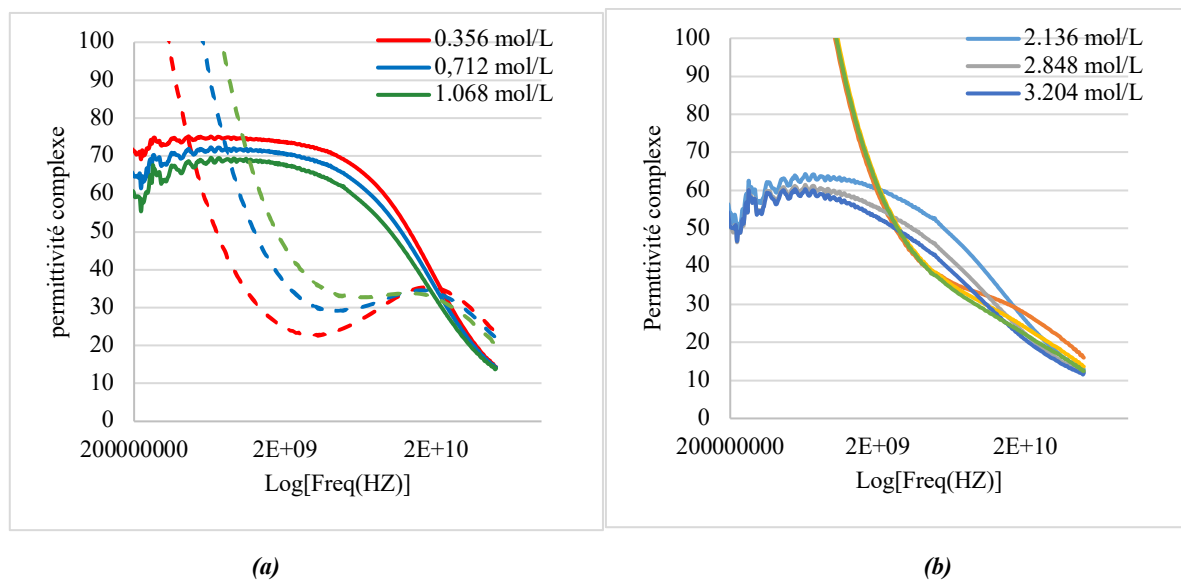 100
90
80
70
60
50
40
30
20
10
0
permittivité complexe
0.356 mol/L
0,712 mol/L
1.068 mol/L
200000000 2E+09 2E+10
Log[Freq(HZ)]
(a)
100
90
80
70
60
50
40
30
20
10
0
Permttivité complexe
2.136 mol/L
2.848 mol/L
3.204 mol/L
200000000 2E+09 2E+10
Log[Freq(HZ)]
(b)